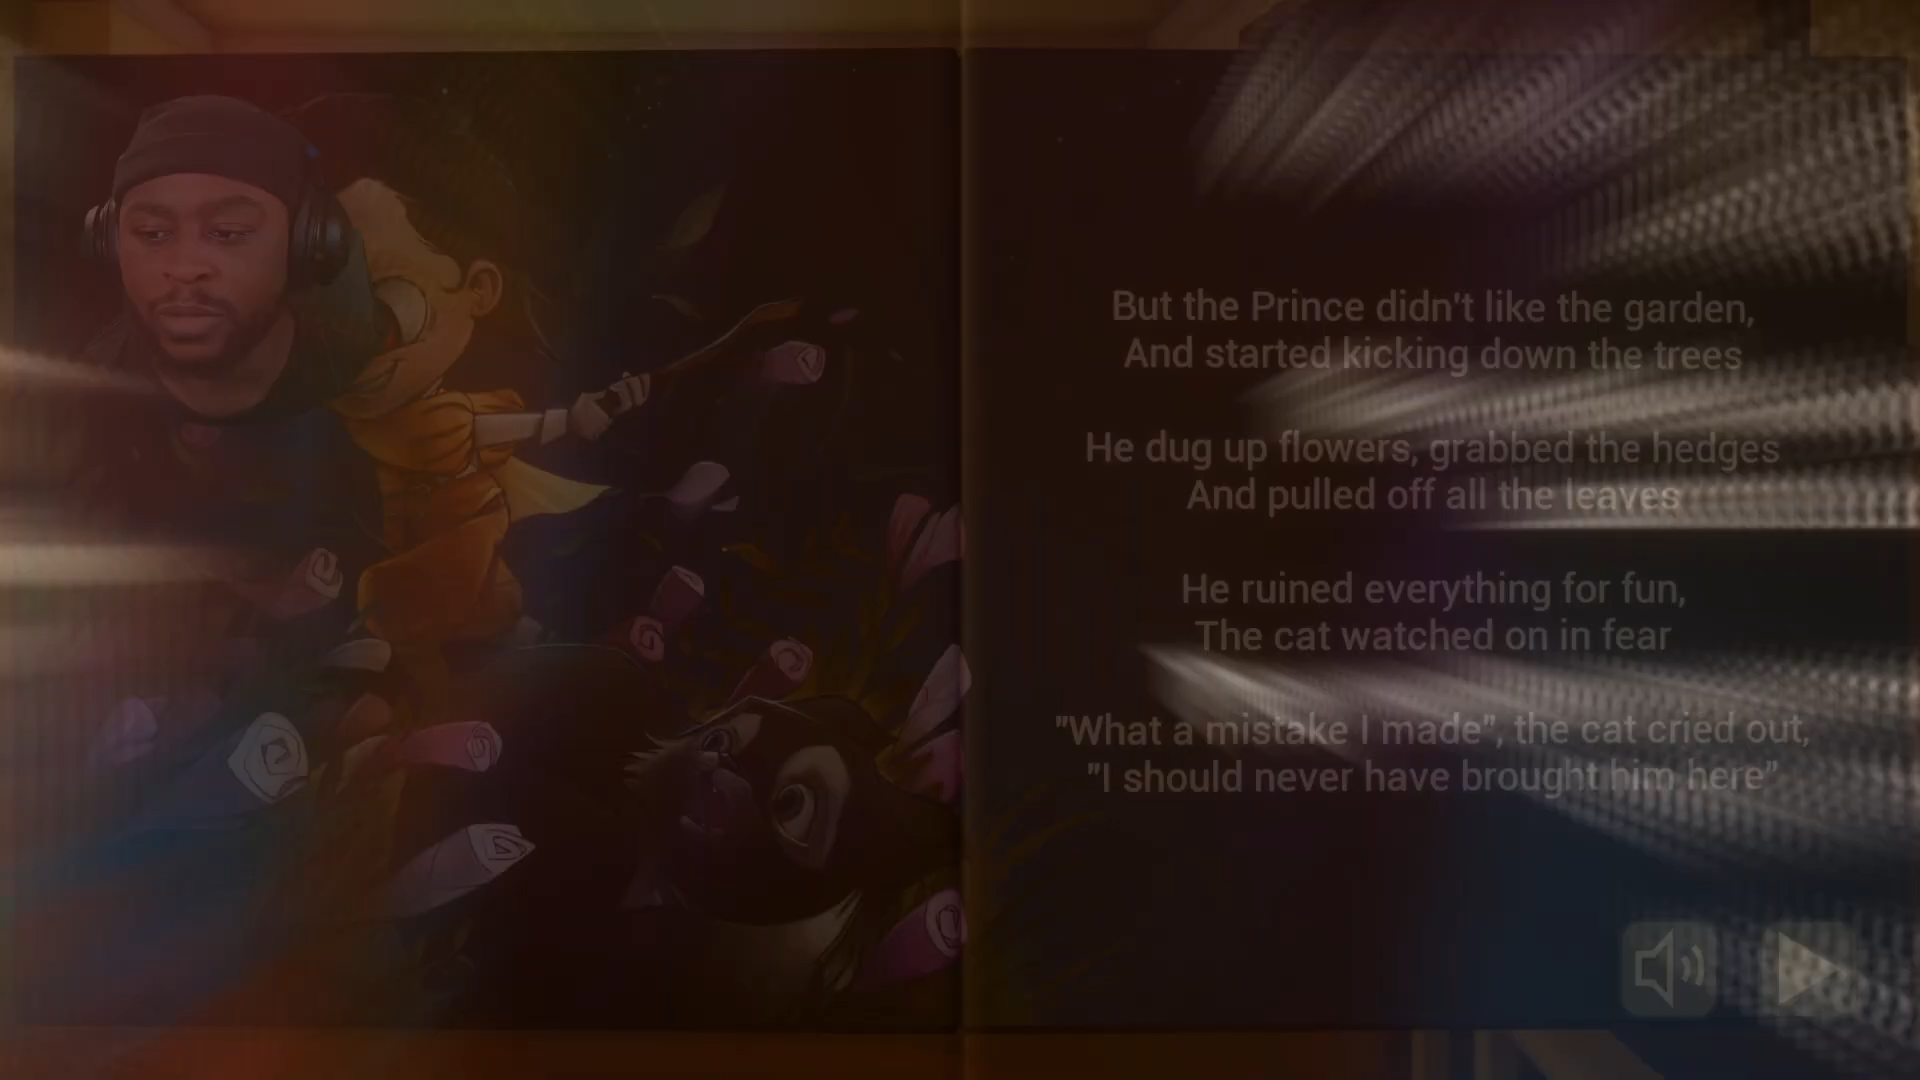 But the Prince didn't like the garden,
And started kicking down the trees
He dug up flowers, grabbed the hedges
And pulled off all the leaves
He ruined everything for fun,
The cat watched on in fear
"What a mistake I made", the cat cried out,
"I should never have brought him here"